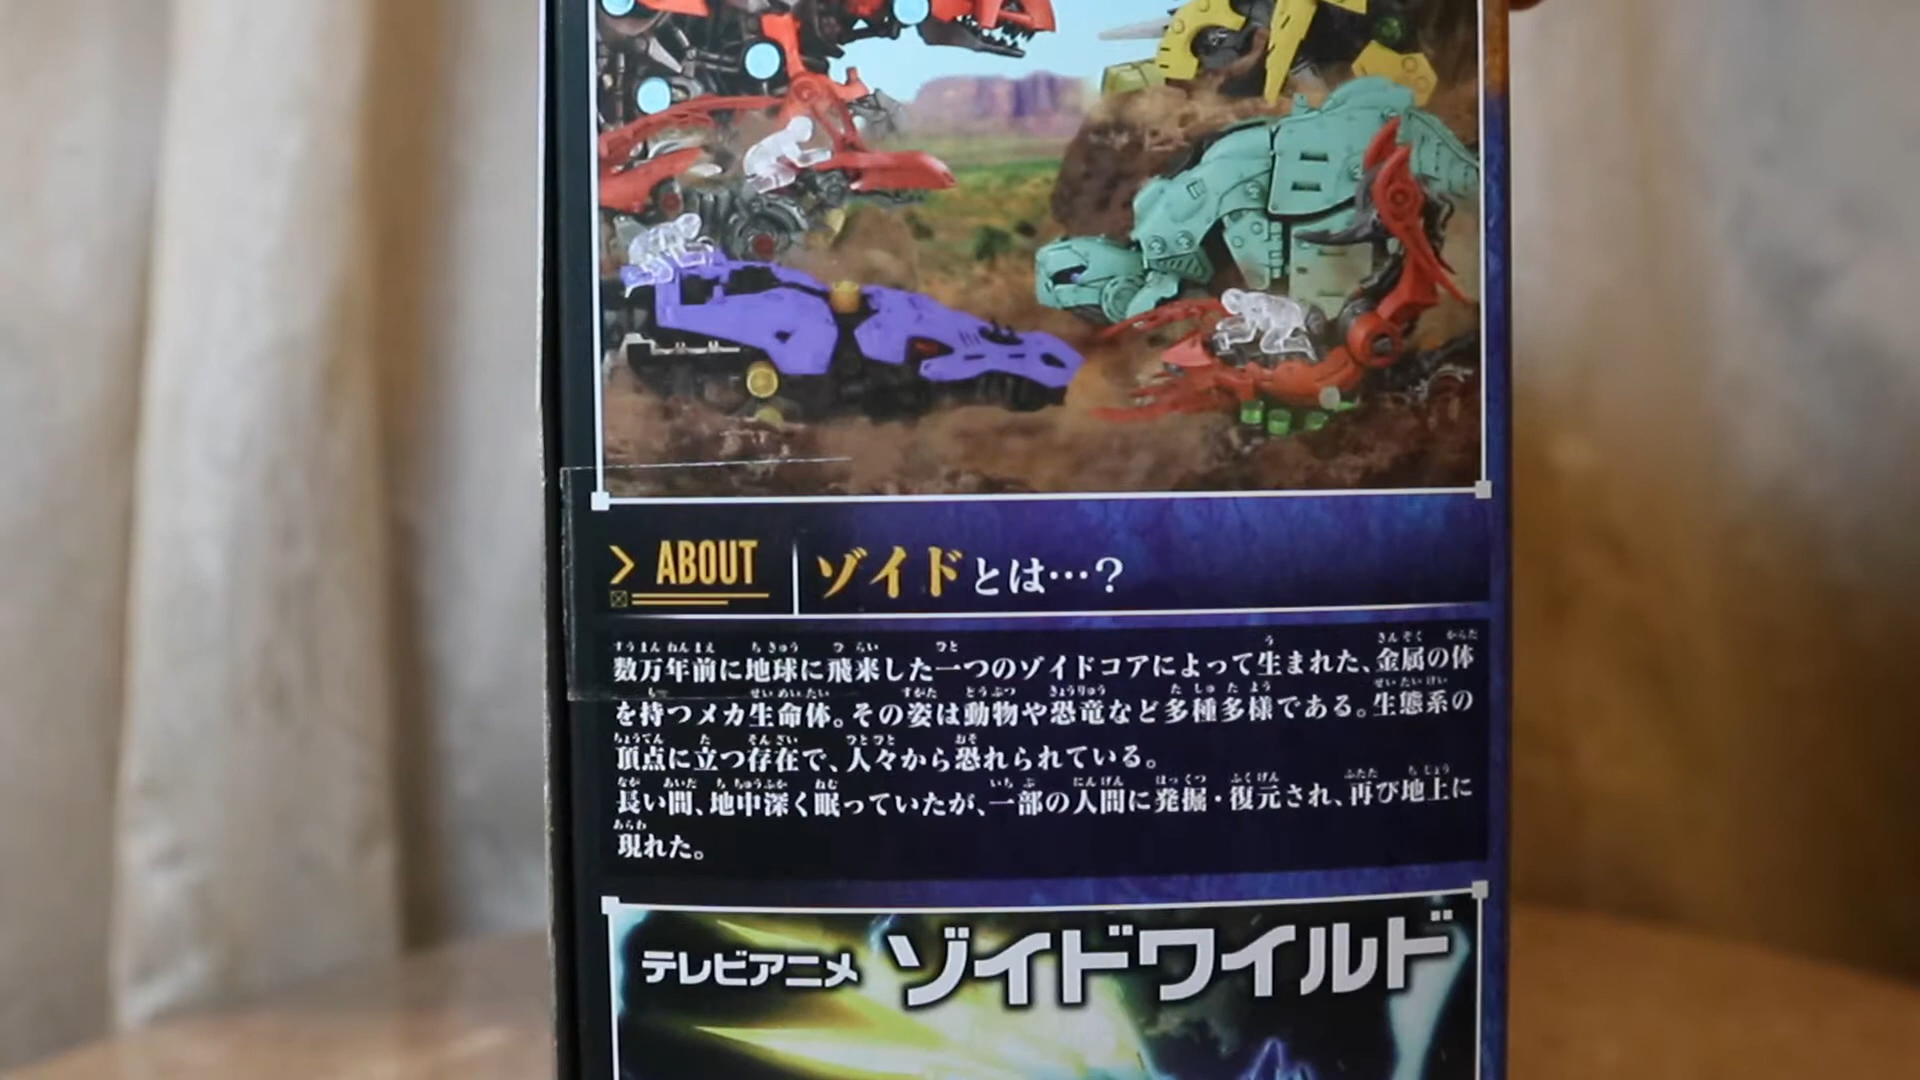 ABOUT
ゾイドとは…?
数万年前に地球に飛来した一つのゾイドコアによって生まれた、金属の体
を持つメカ生命体。その姿は動物や恐竜など多種多様である。生態系の
頂点に立つ存在で、人々から恐れられている。
長い間、地中深く眠っていたが、一部の人間に発掘・復元され、再び地上に
現れた。
テレビアニメ ゾイドワイルド